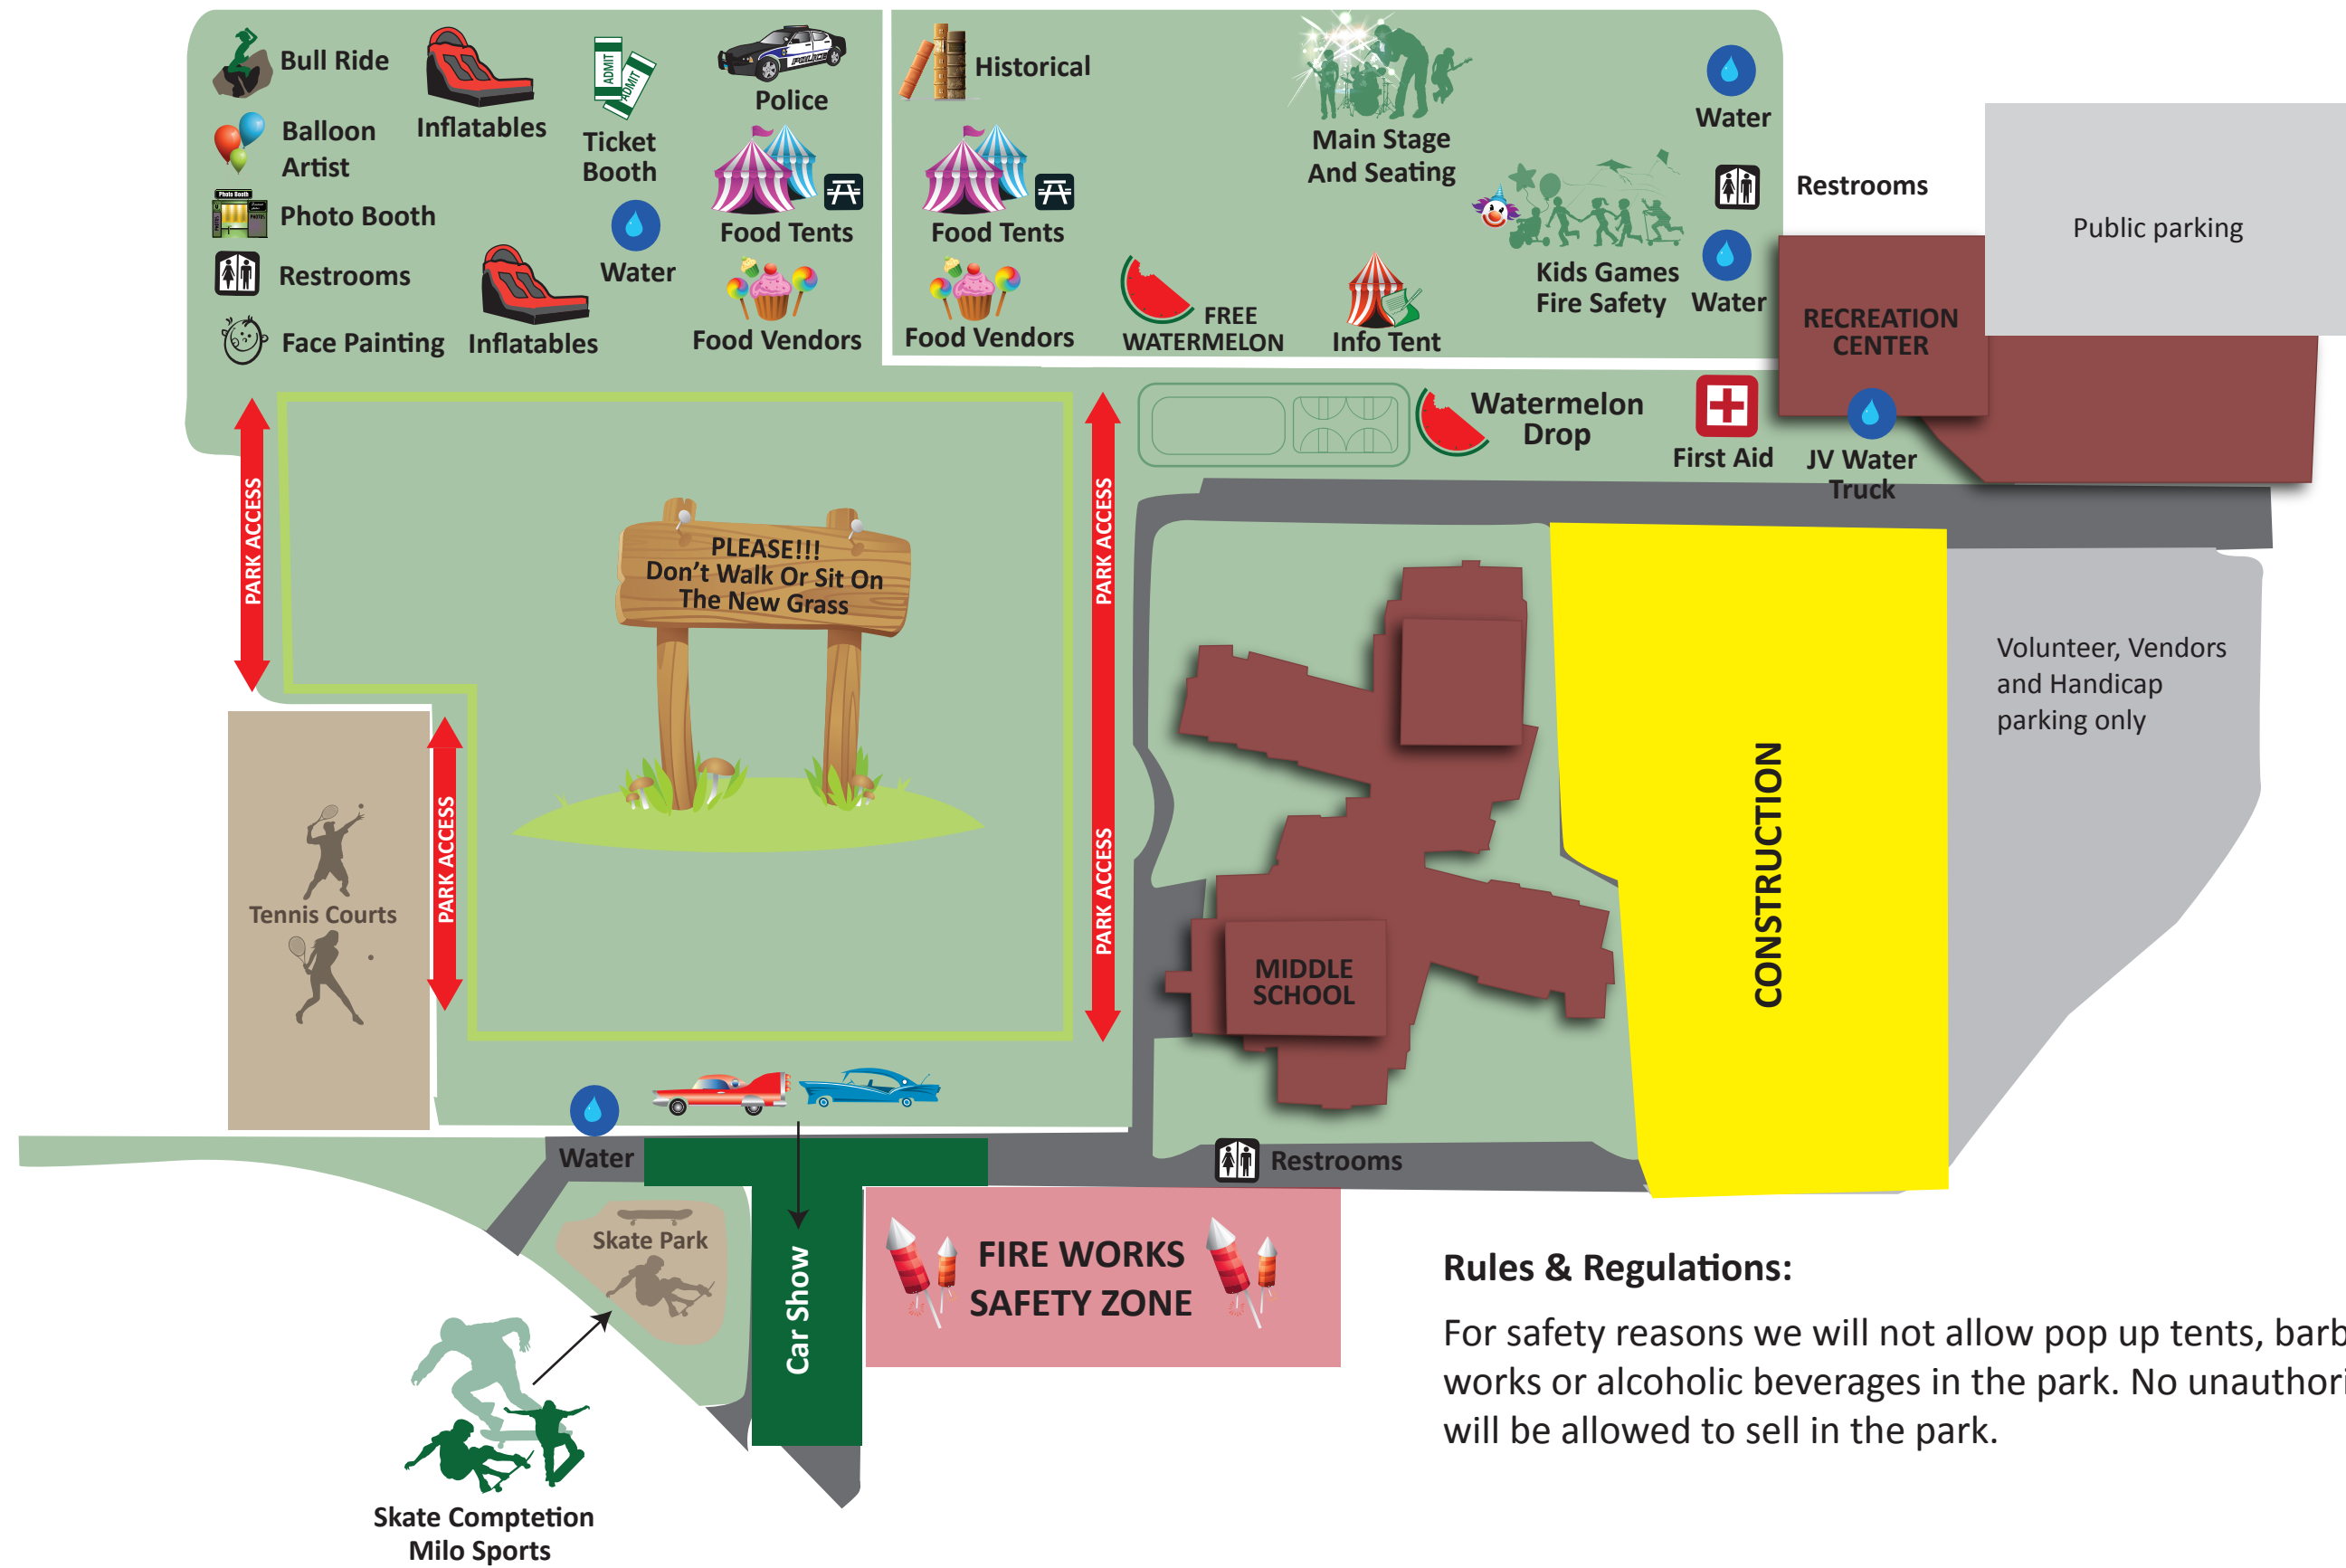 Bull Ride
Balloon
Artist
Photo Booth
Restrooms
Face Painting
Inflatables
Inflatables
ADMIT
ADMIT
Ticket
Booth
Water
POLICE
Police
Food Tents
Food Vendors
Historical
Food Tents
Food Vendors
FREE
WATERMELON
Main Stage
And Seating
Info Tent
Kids Games
Fire Safety
Water
Restrooms
Water
Public parking
RECREATION
CENTER
Watermelon
Drop
First Aid
JV Water
Truck
PARK ACCESS
PARK ACCESS
PARK ACCESS
PARK ACCESS
PLEASE!!!
Don't Walk Or Sit On
The New Grass
Tennis Courts
MIDDLE
SCHOOL
CONSTRUCTION
Volunteer, Vendors
and Handicap
parking only
Water
Restrooms
Skate Park
Car Show
FIRE WORKS
SAFETY ZONE
Skate Comptetion
Milo Sports
Rules & Regulations:
For safety reasons we will not allow pop up tents, barb
works or alcoholic beverages in the park. No unauthori
will be allowed to sell in the park.